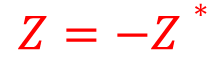 Z = −Z *